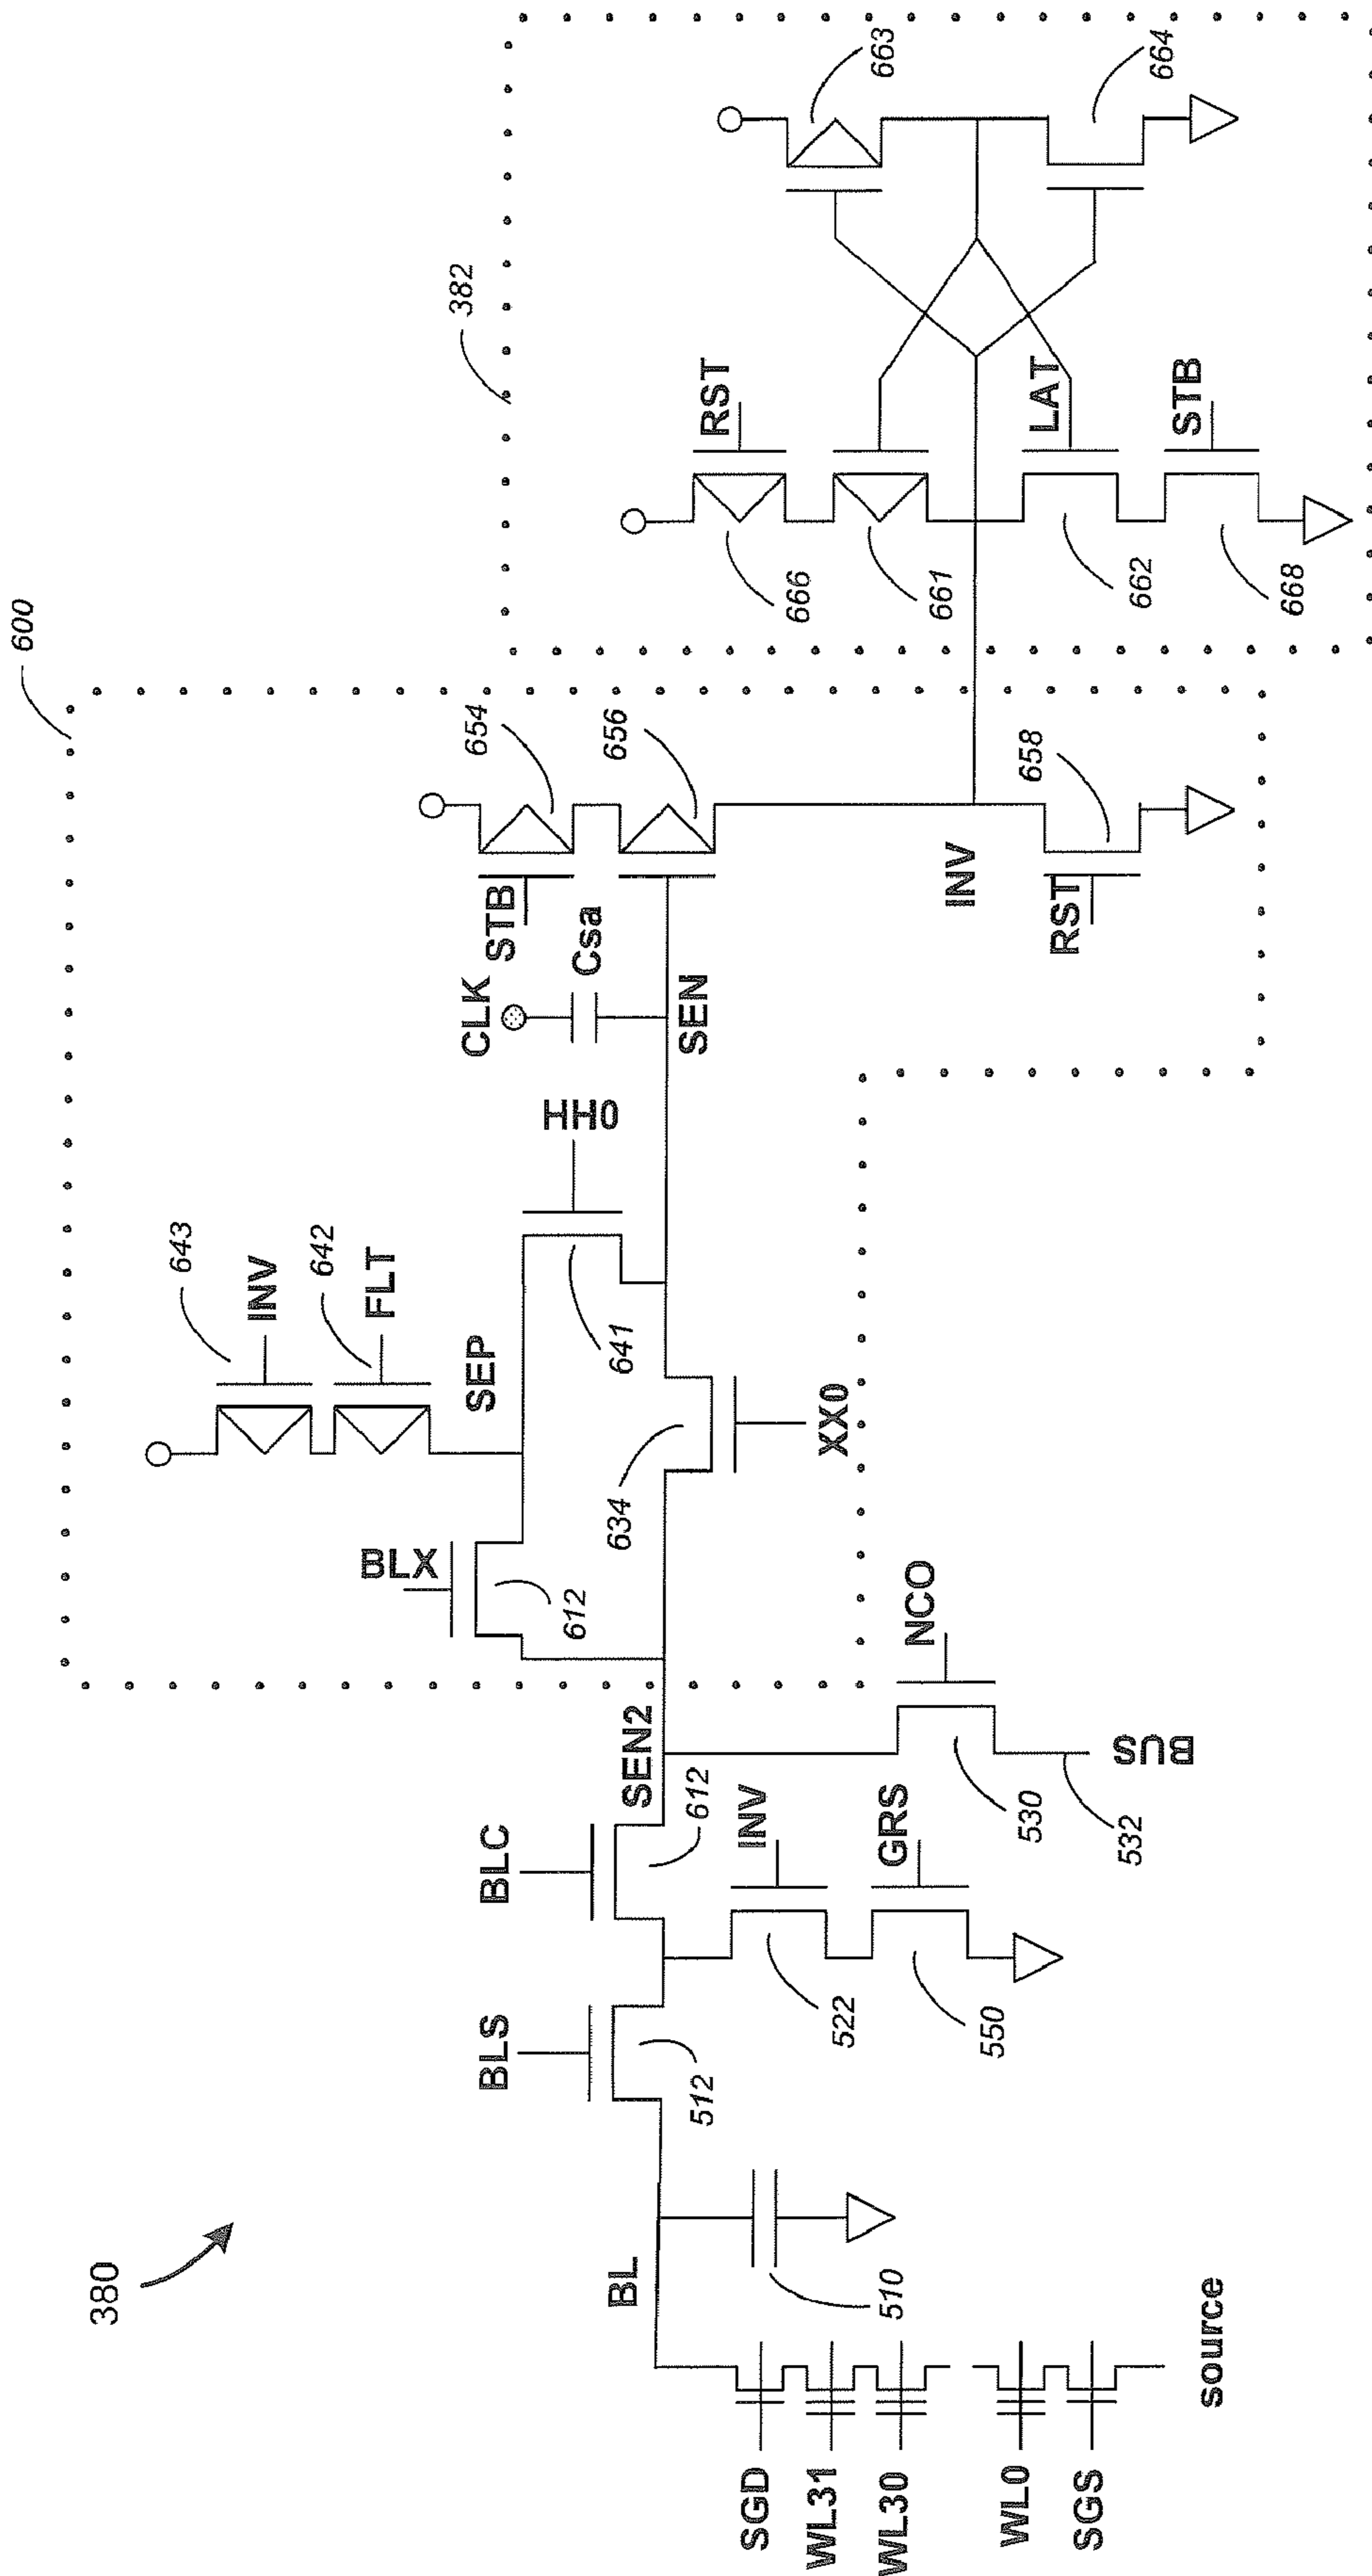 380
600
382
643
INV
642
FLT
SEP
BLX
612
HH0
641
634
XX0
CLK
STB
Csa
SEN
654
656
INV
RST
658
RST
666
661
LAT
662
STB
668
663
664
SEN2
BLC
612
BLS
512
INV
522
GRS
550
NCO
530
532
BUS
BL
510
SGD
WL31
WL30
WL0
SGS
source